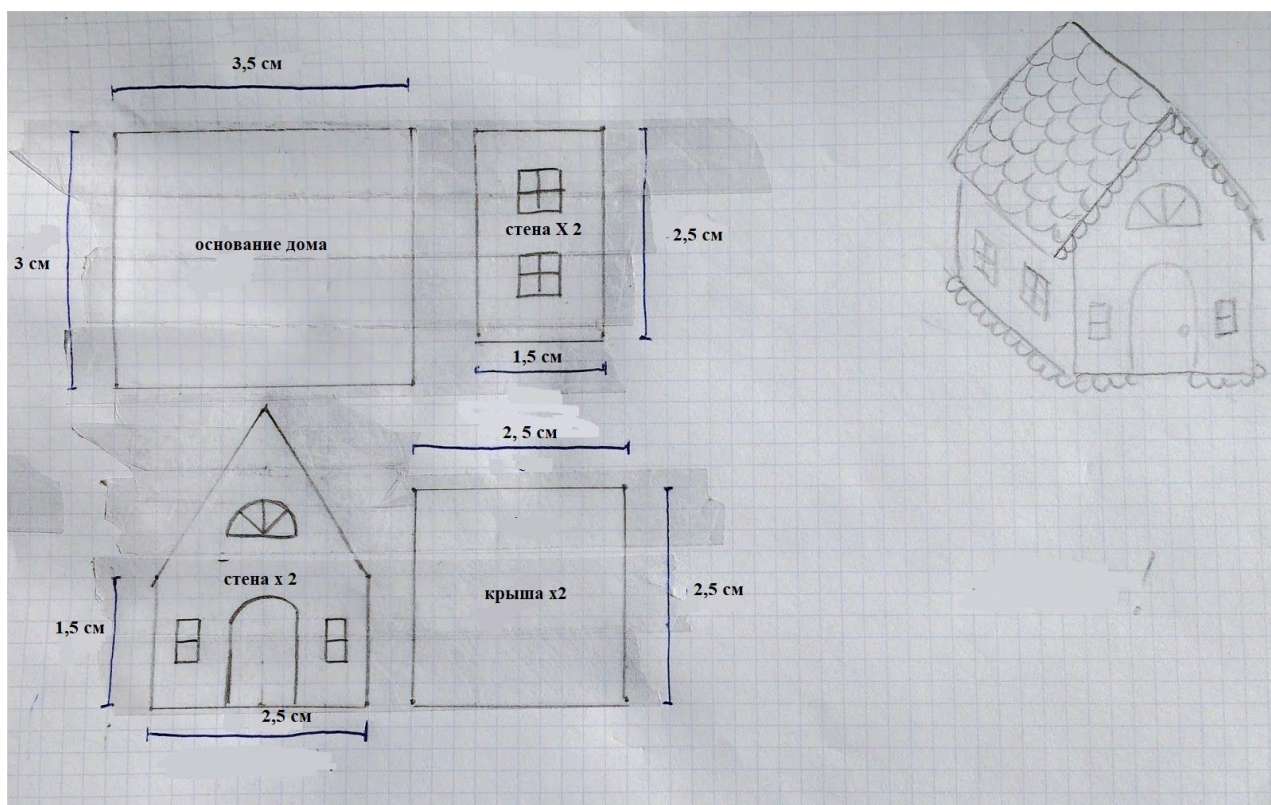 3,5 см
основание дома
3 см
стена Х 2
2,5 см
1,5 см
2, 5 см
стена х 2
1,5 см
2,5 см
крыша х2
2,5 см